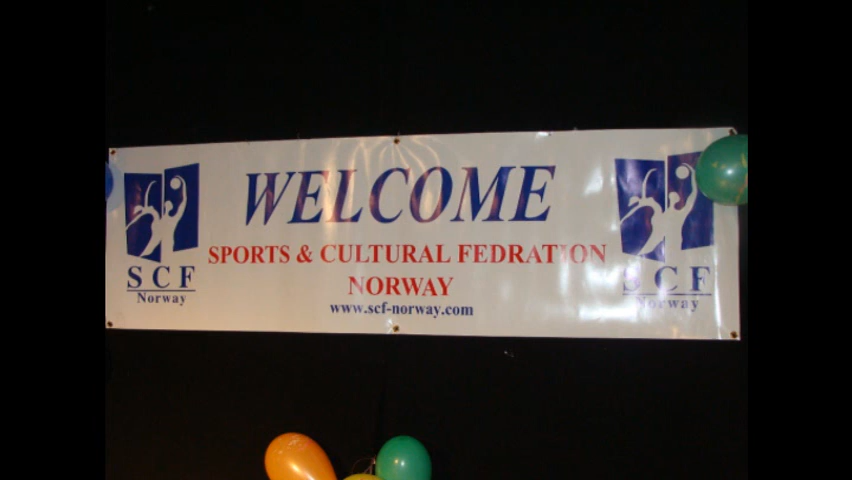 WELCOME
SPORTS & CULTURAL FEDRATION
NORWAY
www.scf-norway.com
SCF
Norway
SCF
Norway